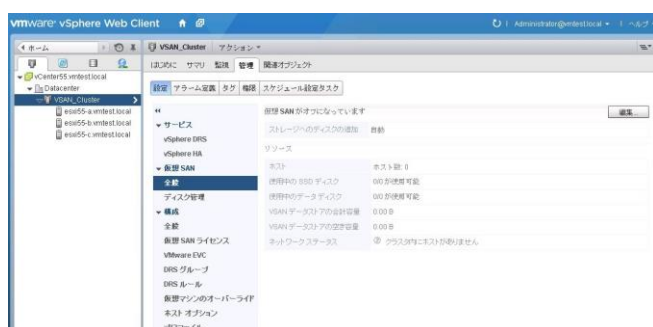 vmware® vSphere Web Client
Administrator@vmtest.local
ヘルプ
ホーム
vCenter55.vmtest.local
Datacenter
VSAN_Cluster
esxi55-a.vmtest.local
esxi55-b.vmtest.local
esxi55-c.vmtest.local
VSAN_Cluster アクション
はじめに サマリ 監視 管理 関連オブジェクト
設定 アラーム定義 タグ 権限 スケジュール設定タスク
サービス
vSphere DRS
vSphere HA
仮想 SAN
全般
ディスク管理
構成
全般
仮想 SAN ライセンス
VMware EVC
DRS グループ
DRS ルール
仮想マシンのオーバーライド
ホスト オプション
仮想 SAN がオフになっています
編集...
ストレージへのディスクの追加 自動
リソース
ホスト ホスト数: 0
使用中の SSD ディスク 0/0 が使用可能
使用中のデータ ディスク 0/0 が使用可能
VSAN データストアの合計容量 0.00 B
VSAN データストアの空き容量 0.00 B
ネットワーク ステータス クラスタ内にホストがありません